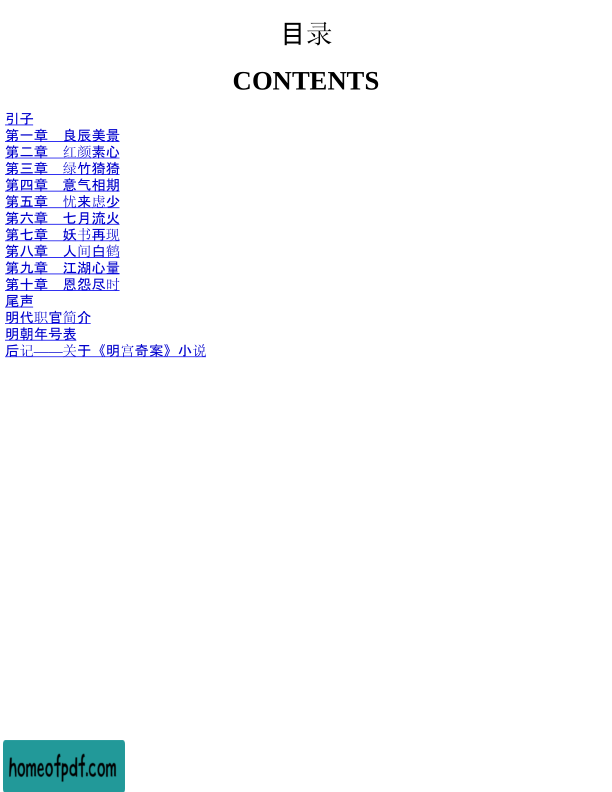 目录
CONTENTS
引子
第一章　良辰美景
第二章　红颜素心
第三章　绿竹猗猗
第四章　意气相期
第五章　忧来虑少
第六章　七月流火
第七章　妖书再现
第八章　人间白鹤
第九章　江湖心量
第十章　恩怨尽时
尾声
明代职官简介
明朝年号表
后记——关于《明宫奇案》小说
homeofpdf.com